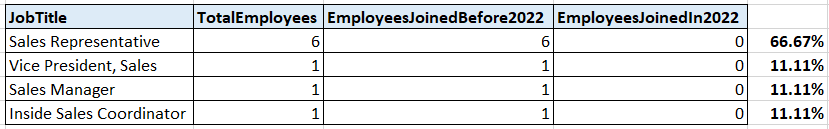 JobTitle TotalEmployees EmployeesJoinedBefore2022 EmployeesJoinedIn2022
Sales Representative 6 6 0 66.67%
Vice President, Sales 1 1 0 11.11%
Sales Manager 1 1 0 11.11%
Inside Sales Coordinator 1 1 0 11.11%